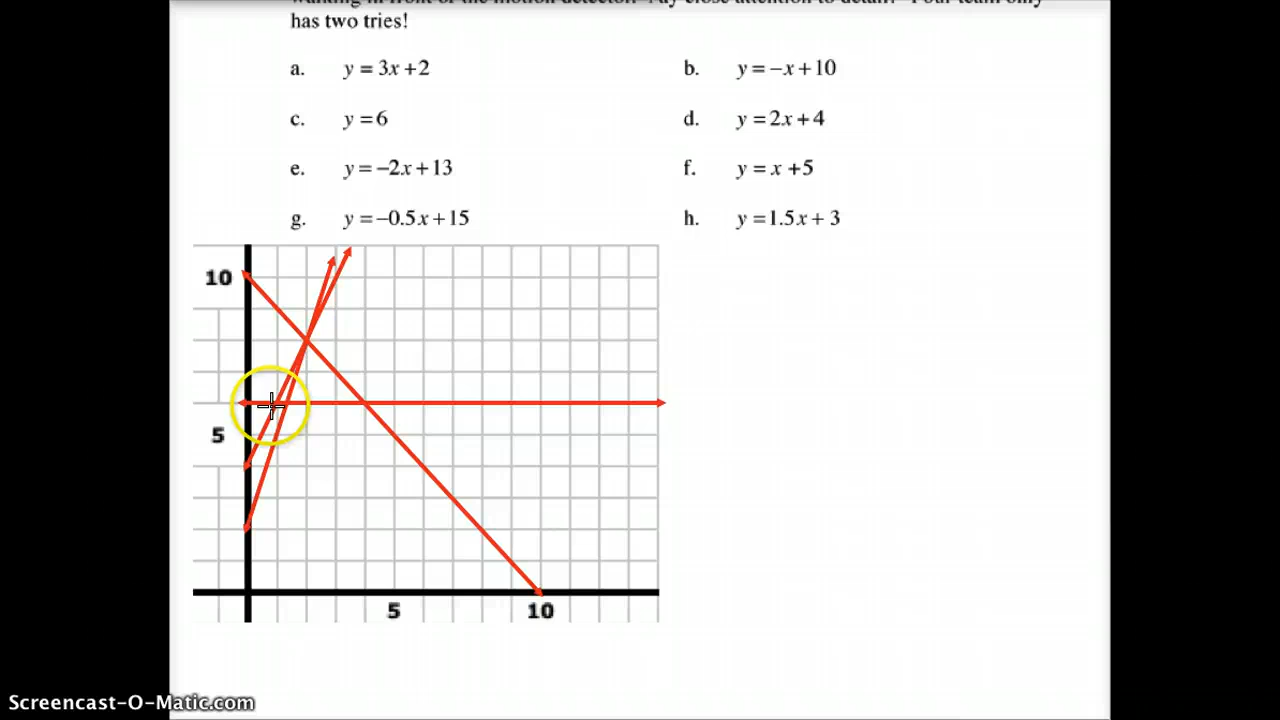 has two tries!
a. y = 3x + 2 b. y = −x + 10
c. y = 6 d. y = 2x + 4
e. y = −2x + 13 f. y = x + 5
g. y = −0.5x + 15 h. y = 1.5x + 3
10
5
5 10
Screencast-O-Matic.com